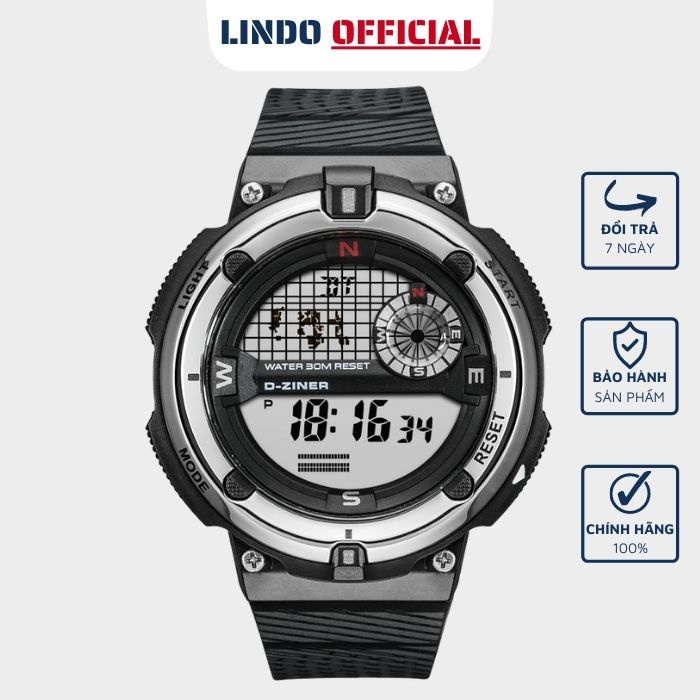 LINDO OFFICIAL
LIGHT
START
N
DT
N
W
E
S
WATER 30M RESET
D-ZINER
W
E
P
18:16 34
MODE
RESET
S
ĐỔI TRẢ
7 NGÀY
BẢO HÀNH
SẢN PHẨM
CHÍNH HÃNG
100%